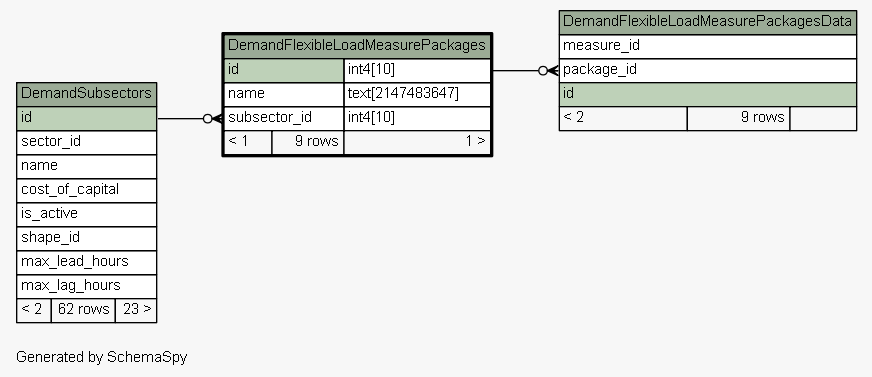 DemandSubsectors
id
sector_id
name
cost_of_capital
is_active
shape_id
max_lead_hours
max_lag_hours
< 2 62 rows 23 >
DemandFlexibleLoadMeasurePackages
id int4[10]
name text[2147483647]
subsector_id int4[10]
< 1 9 rows 1 >
DemandFlexibleLoadMeasurePackagesData
measure_id
package_id
id
< 2 9 rows
Generated by SchemaSpy